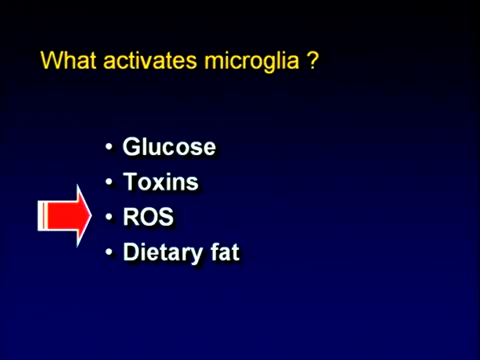 What activates microglia ?
• Glucose
• Toxins
• ROS
• Dietary fat